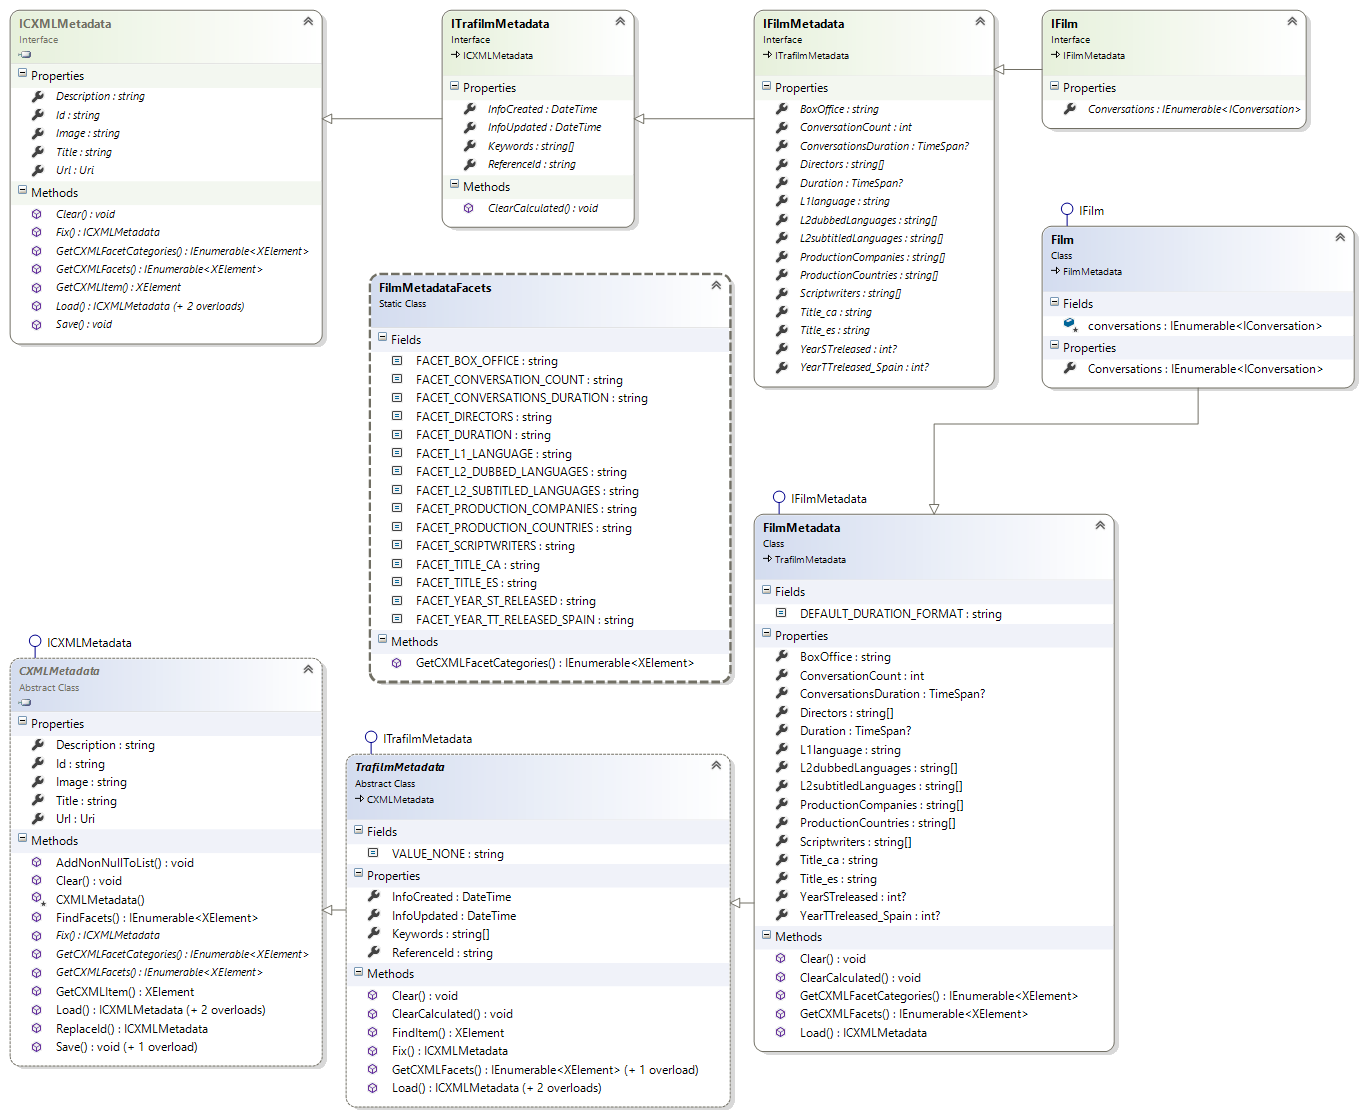 ICXMLMetadata
Interface
Properties
Description : string
Id : string
Image : string
Title : string
Url : Uri
Methods
Clear() : void
Fix() : ICXMLMetadata
GetCXMLFacetCategories() : IEnumerable<XElement>
GetCXMLFacets() : IEnumerable<XElement>
GetCXMLItem() : XElement
Load() : ICXMLMetadata (+ 2 overloads)
Save() : void
ITrafilmMetadata
Interface
ICXMLMetadata
Properties
InfoCreated : DateTime
InfoUpdated : DateTime
Keywords : string[]
ReferenceId : string
Methods
ClearCalculated() : void
IFilmMetadata
Interface
ITrafilmMetadata
Properties
BoxOffice : string
ConversationCount : int
ConversationsDuration : TimeSpan?
Directors : string[]
Duration : TimeSpan?
L1language : string
L2dubbedLanguages : string[]
L2subtitledLanguages : string[]
ProductionCompanies : string[]
ProductionCountries : string[]
Scriptwriters : string[]
Title_ca : string
Title_es : string
YearSTreleased : int?
YearTTreleased_Spain : int?
IFilm
Interface
IFilmMetadata
Properties
Conversations : IEnumerable<IConversation>
IFilm
Film
Class
FilmMetadata
Fields
conversations : IEnumerable<IConversation>
Properties
Conversations : IEnumerable<IConversation>
FilmMetadataFacets
Static Class
Fields
FACET_BOX_OFFICE : string
FACET_CONVERSATION_COUNT : string
FACET_CONVERSATIONS_DURATION : string
FACET_DIRECTORS : string
FACET_DURATION : string
FACET_L1_LANGUAGE : string
FACET_L2_DUBBED_LANGUAGES : string
FACET_L2_SUBTITLED_LANGUAGES : string
FACET_PRODUCTION_COMPANIES : string
FACET_PRODUCTION_COUNTRIES : string
FACET_SCRIPTWRITERS : string
FACET_TITLE_CA : string
FACET_TITLE_ES : string
FACET_YEAR_ST_RELEASED : string
FACET_YEAR_TT_RELEASED_SPAIN : string
Methods
GetCXMLFacetCategories() : IEnumerable<XElement>
ICXMLMetadata
CXMLMetadata
Abstract Class
Properties
Description : string
Id : string
Image : string
Title : string
Url : Uri
Methods
AddNonNullToList() : void
Clear() : void
CXMLMetadata()
FindFacets() : IEnumerable<XElement>
Fix() : ICXMLMetadata
GetCXMLFacetCategories() : IEnumerable<XElement>
GetCXMLFacets() : IEnumerable<XElement>
GetCXMLItem() : XElement
Load() : ICXMLMetadata (+ 2 overloads)
ReplaceId() : ICXMLMetadata
Save() : void (+ 1 overload)
ITrafilmMetadata
TrafilmMetadata
Abstract Class
CXMLMetadata
Fields
VALUE_NONE : string
Properties
InfoCreated : DateTime
InfoUpdated : DateTime
Keywords : string[]
ReferenceId : string
Methods
Clear() : void
ClearCalculated() : void
FindItem() : XElement
Fix() : ICXMLMetadata
GetCXMLFacets() : IEnumerable<XElement> (+ 1 overload)
Load() : ICXMLMetadata (+ 2 overloads)
IFilmMetadata
FilmMetadata
Class
TrafilmMetadata
Fields
DEFAULT_DURATION_FORMAT : string
Properties
BoxOffice : string
ConversationCount : int
ConversationsDuration : TimeSpan?
Directors : string[]
Duration : TimeSpan?
L1language : string
L2dubbedLanguages : string[]
L2subtitledLanguages : string[]
ProductionCompanies : string[]
ProductionCountries : string[]
Scriptwriters : string[]
Title_ca : string
Title_es : string
YearSTreleased : int?
YearTTreleased_Spain : int?
Methods
Clear() : void
ClearCalculated() : void
GetCXMLFacetCategories() : IEnumerable<XElement>
GetCXMLFacets() : IEnumerable<XElement>
Load() : ICXMLMetadata